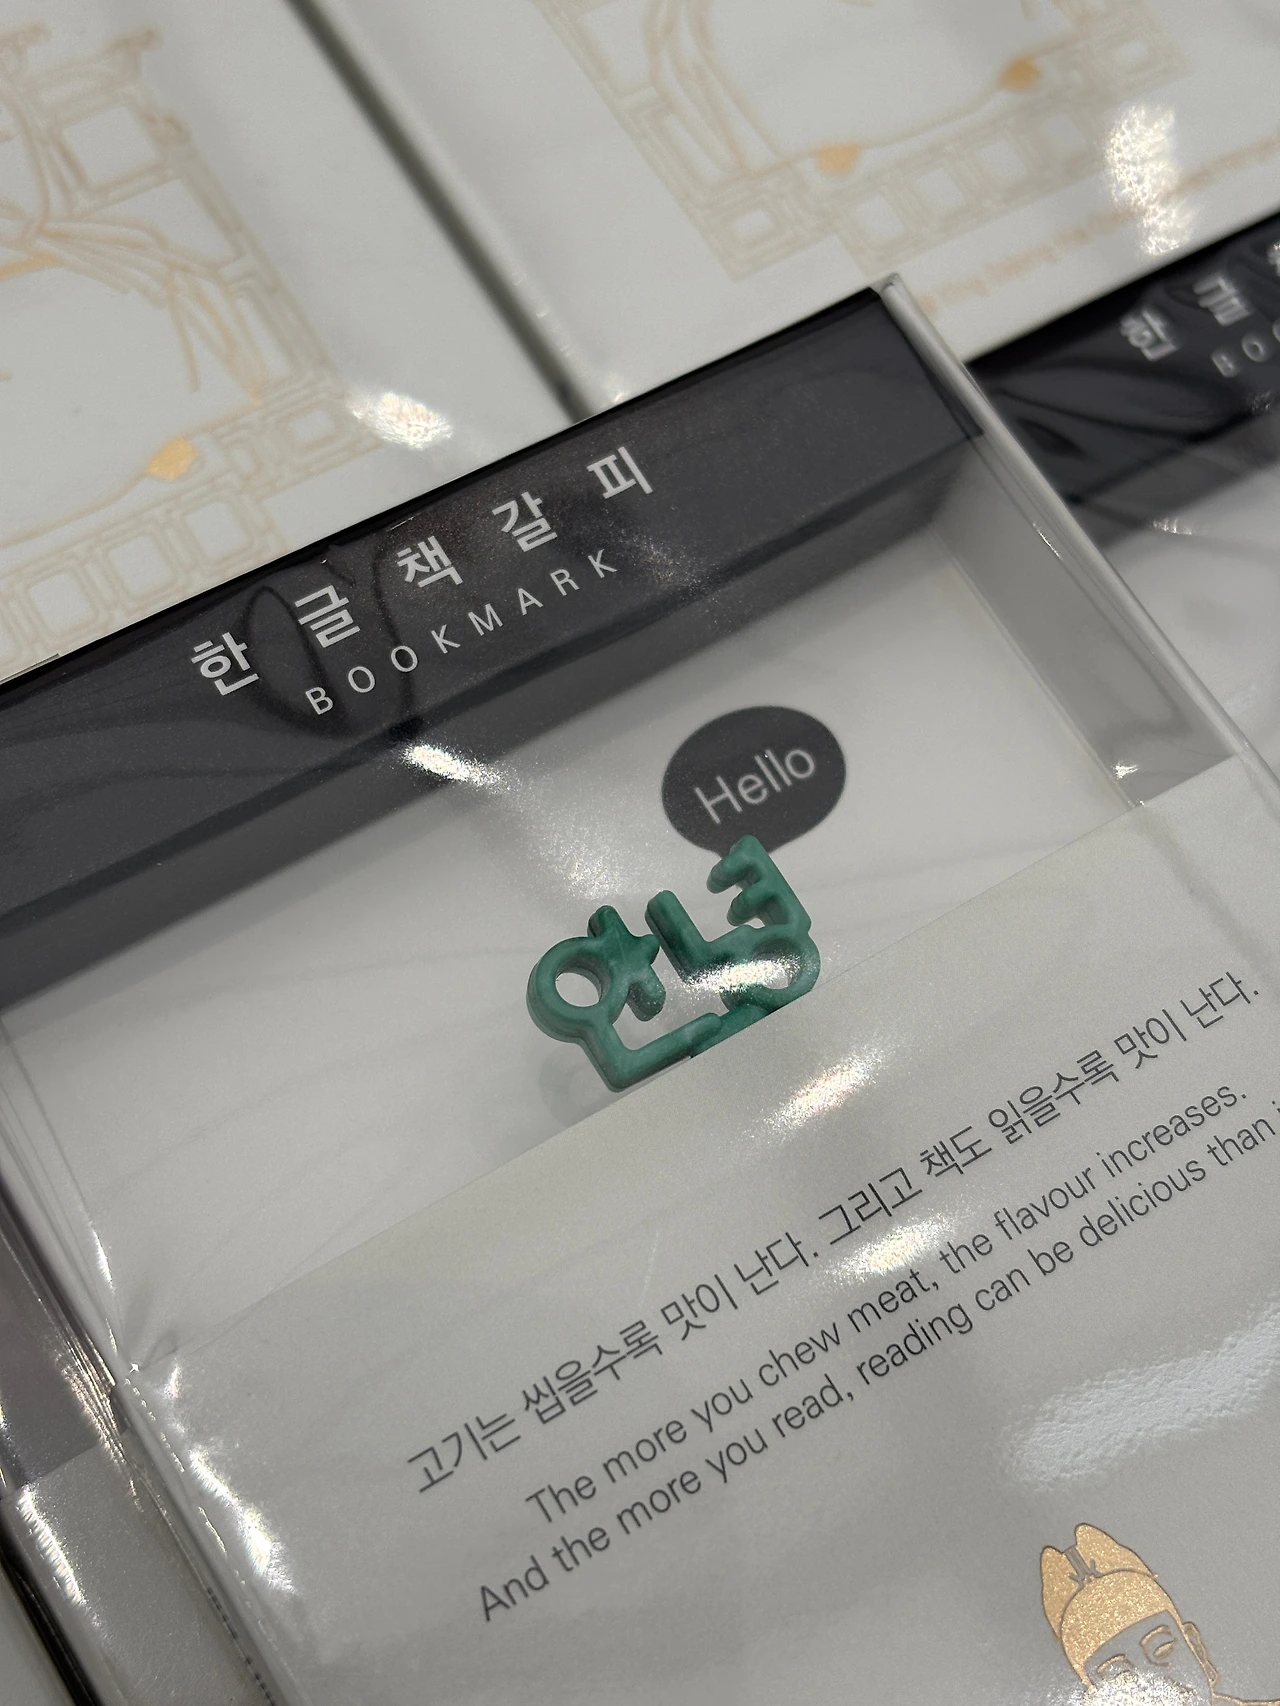 한글책갈피
BOOKMARK
Hello
안녕
고기는 씹을수록 맛이 난다. 그리고 책도 읽을수록 맛이 난다.
The more you chew meat, the flavour increases.
And the more you read, reading can be delicious than
한글